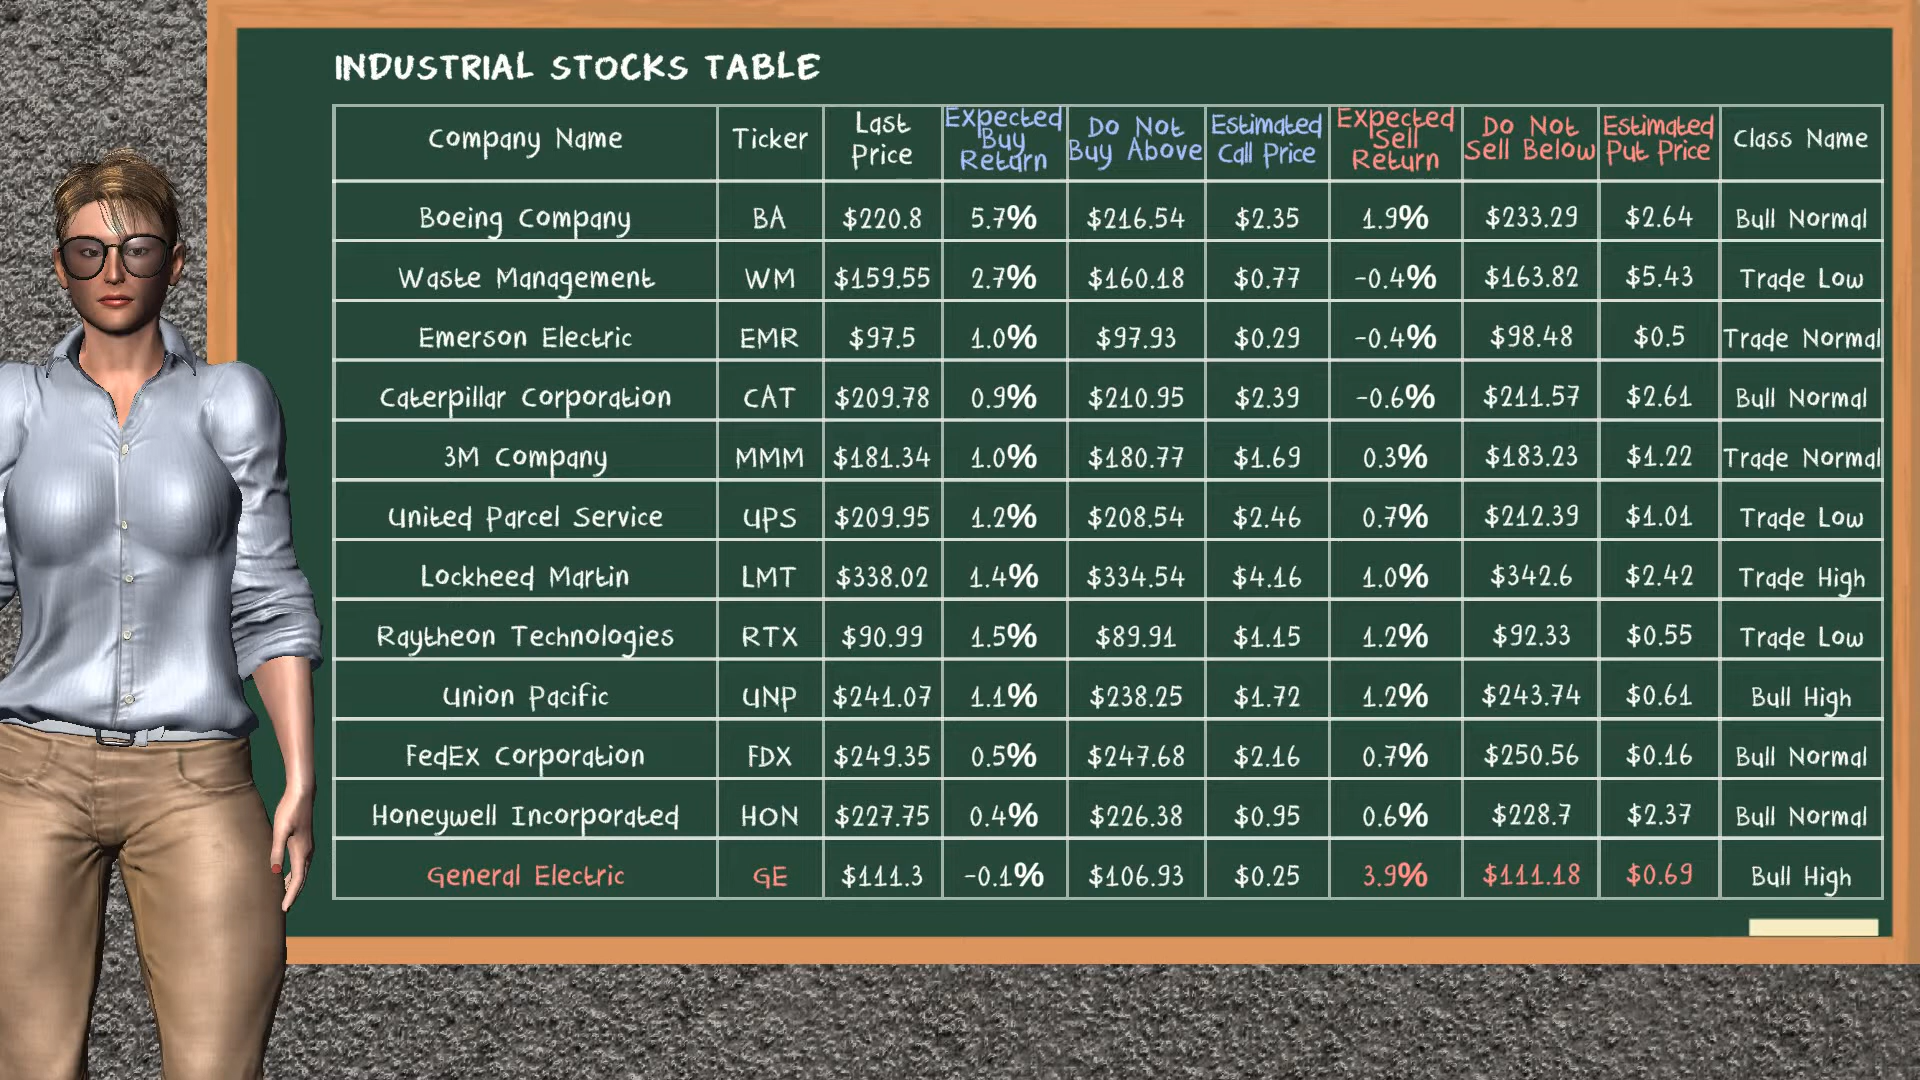 INDUSTRIAL STOCKS TABLE
Company Name Ticker Last Price Expected Buy Return Do Not Buy Above Estimated Call Price Expected Sell Return Do Not Sell Below Estimated Put Price Class Name
Boeing Company BA $220.8 5.7% $216.54 $2.35 1.9% $233.29 $2.64 Bull Normal
Waste Management WM $159.55 2.7% $160.18 $0.77 -0.4% $163.82 $5.43 Trade Low
Emerson Electric EMR $97.5 1.0% $97.93 $0.29 -0.4% $98.48 $0.5 Trade Normal
Caterpillar Corporation CAT $209.78 0.9% $210.95 $2.39 -0.6% $211.57 $2.61 Bull Normal
3M Company MMM $181.34 1.0% $180.77 $1.69 0.3% $183.23 $1.22 Trade Normal
United Parcel Service UPS $209.95 1.2% $208.54 $2.46 0.7% $212.39 $1.01 Trade Low
Lockheed Martin LMT $338.02 1.4% $334.54 $4.16 1.0% $342.6 $2.42 Trade High
Raytheon Technologies RTX $90.99 1.5% $89.91 $1.15 1.2% $92.33 $0.55 Trade Low
Union Pacific UNP $241.07 1.1% $238.25 $1.72 1.2% $243.74 $0.61 Bull High
FedEx Corporation FDX $249.35 0.5% $247.68 $2.16 0.7% $250.56 $0.16 Bull Normal
Honeywell Incorporated HON $227.75 0.4% $226.38 $0.95 0.6% $228.7 $2.37 Bull Normal
General Electric GE $111.3 -0.1% $106.93 $0.25 3.9% $111.18 $0.69 Bull High